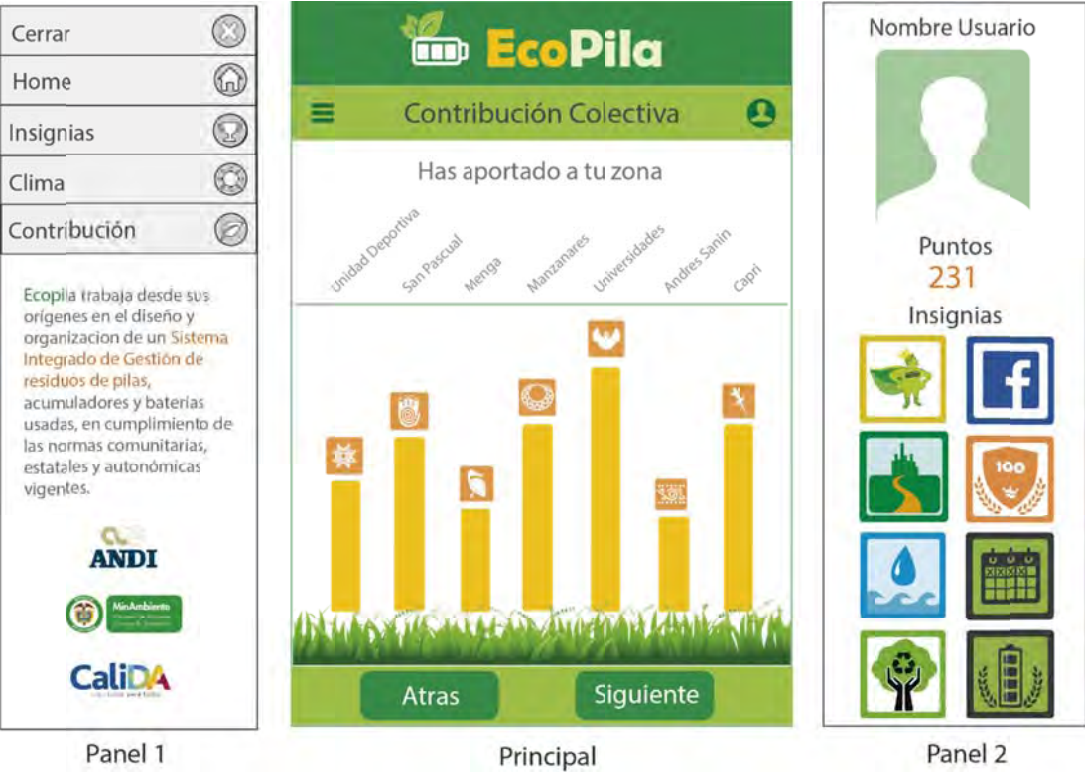 Cerrar
Home
Insignias
Clima
Contribución
Ecopila trabaja desde sus
orígenes en el diseño y
organizacion de un Sistema
Integrado de Gestión de
residuos de pilas,
acumuladores y baterias
usadas, en cumplimiento de
las normas comunitarias,
estatales y autonómicas
vigentes.
ANDI
MinAmbiente
CaliDA
Panel 1
EcoPila
Contribución Colectiva
Has aportado a tu zona
Unidad Deportiva
San Pascual
Menga
Manzanares
Universidades
Andres Sanin
Capri
Atras
Siguiente
Principal
Nombre Usuario
Puntos
231
Insignias
f
100
XXXX
Panel 2